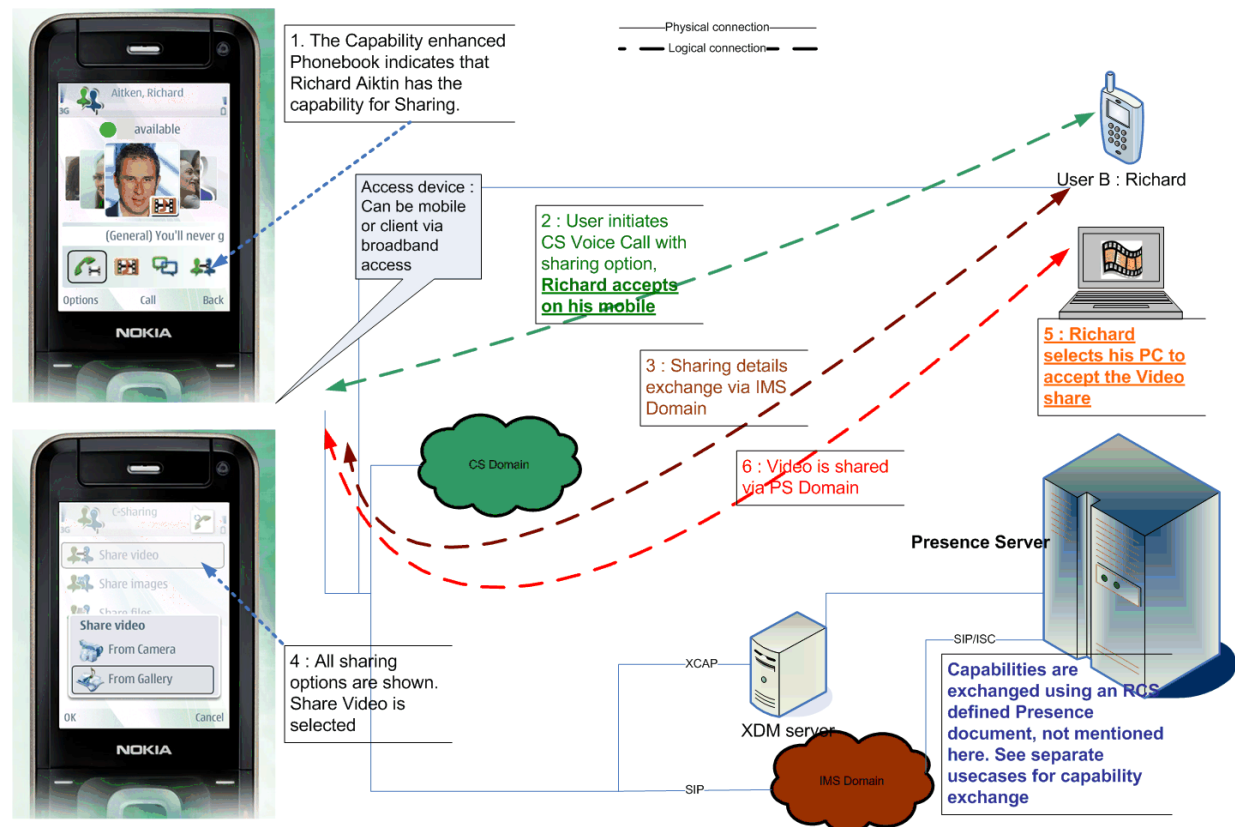 1. The Capability enhanced
Phonebook indicates that
Richard Aiktin has the
capability for Sharing.
Physical connection
Logical connection
3G
Aitken, Richard
available
(General) You'll never g
Options Call Back
NOKIA
Access device :
Can be mobile
or client via
broadband
access
2 : User initiates
CS Voice Call with
sharing option,
Richard accepts
on his mobile
User B : Richard
3 : Sharing details
exchange via IMS
Domain
5 : Richard
selects his PC to
accept the Video
share
CS Domain
6 : Video is shared
via PS Domain
Presence Server
3G
C-Sharing
Share video
Share images
Share files
Share video
From Camera
From Gallery
OK Cancel
NOKIA
4 : All sharing
options are shown.
Share Video is
selected
XCAP
XDM server
SIP/ISC
SIP
IMS Domain
Capabilities are
exchanged using an RCS
defined Presence
document, not mentioned
here. See separate
usecases for capability
exchange